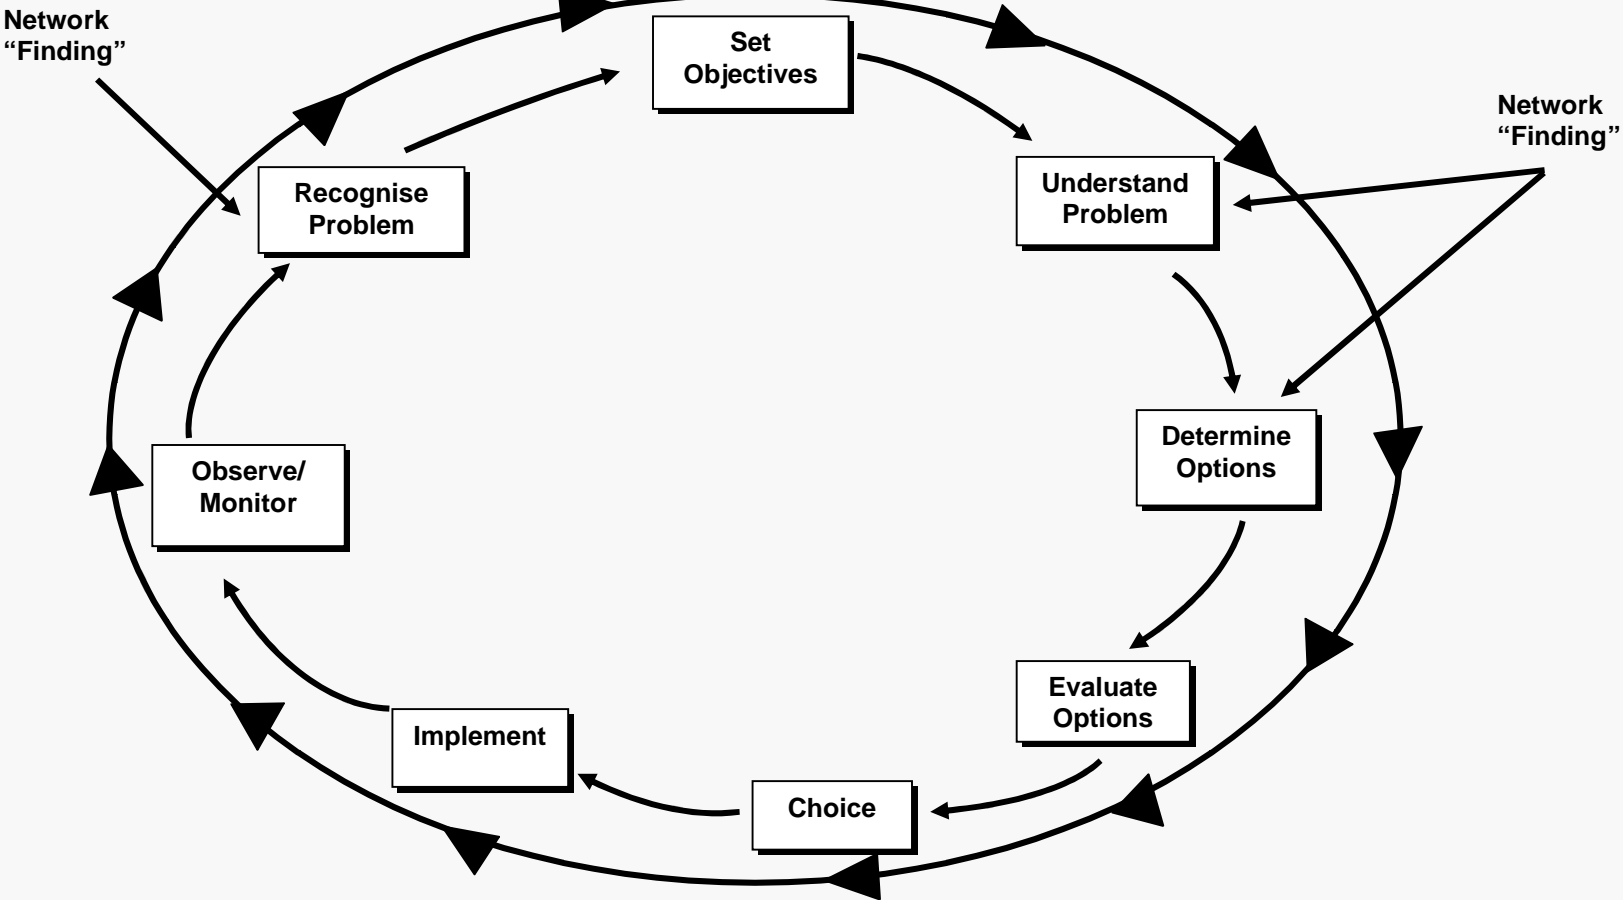 Network
“Finding”
Set
Objectives
Network
“Finding”
Recognise
Problem
Understand
Problem
Determine
Options
Observe/
Monitor
Evaluate
Options
Implement
Choice